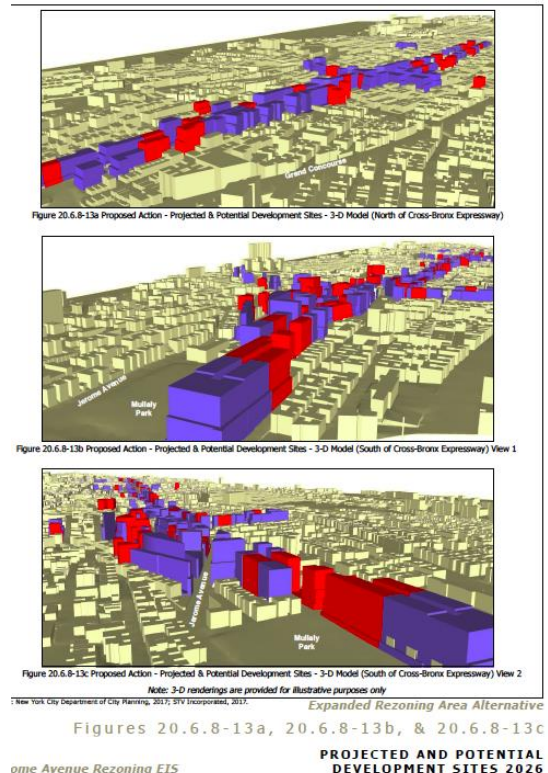 Grand Concourse
Figure 20.6.8-13a Proposed Action - Projected & Potential Development Sites - 3-D Model (North of Cross-Bronx Expressway)
Jerome Avenue
Mullaly
Park
Figure 20.6.8-13b Proposed Action - Projected & Potential Development Sites - 3-D Model (South of Cross-Bronx Expressway) View 1
Jerome Avenue
Mullaly
Park
Figure 20.6.8-13c Proposed Action - Projected & Potential Development Sites - 3-D Model (South of Cross-Bronx Expressway) View 2
Note: 3-D renderings are provided for illustrative purposes only
: New York City Department of City Planning, 2017; STV Incorporated, 2017.
Expanded Rezoning Area Alternative
Figures 20.6.8-13a, 20.6.8-13b, & 20.6.8-13c
PROJECTED AND POTENTIAL
ome Avenue Rezoning EIS
DEVELOPMENT SITES 2026